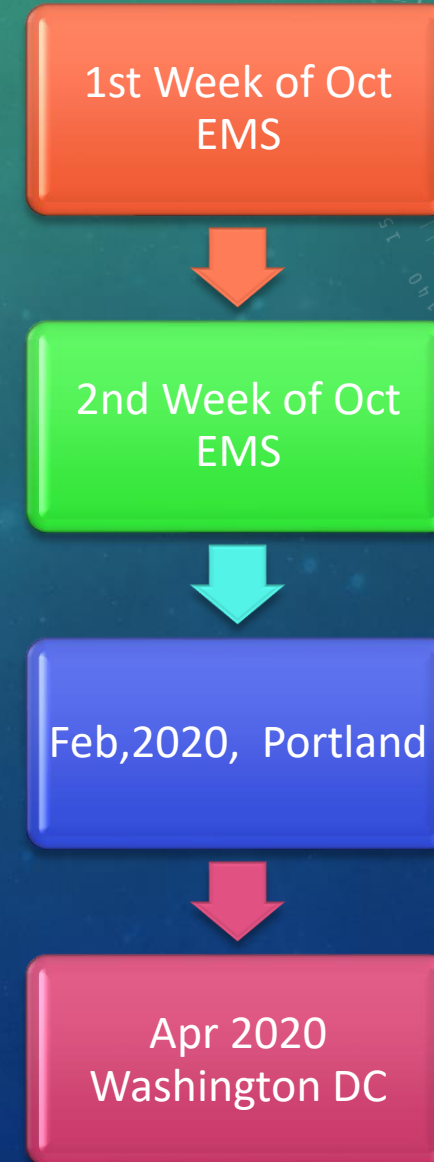 1st Week of Oct
EMS
2nd Week of Oct
EMS
Feb,2020, Portland
Apr 2020
Washington DC